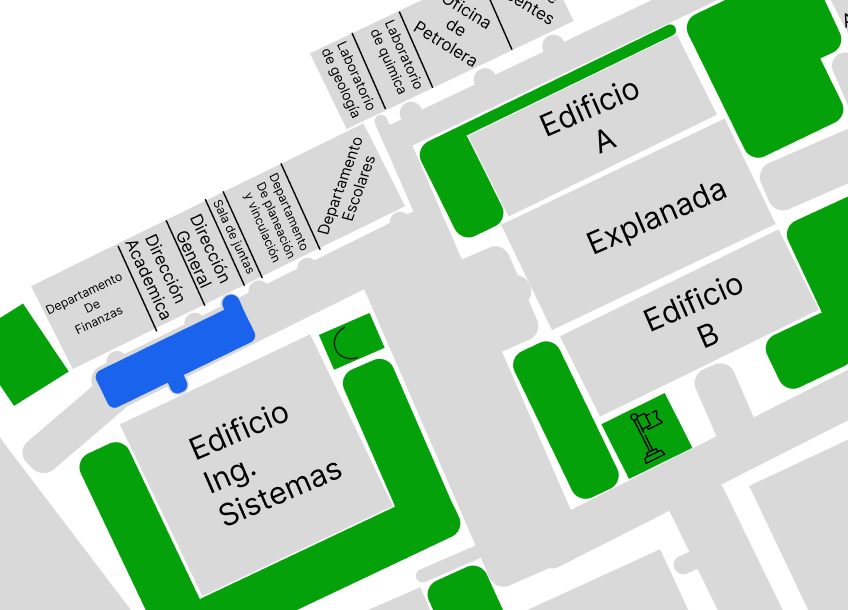 Laboratorio
de geología
Laboratorio
de química
Oficina
de
Petrolera
entes
Departamento
De
Finanzas
Dirección
Academica
Dirección
General
Sala de juntas
Departamento
De planeación
y vinculación
Departamento
Escolares
Edificio
A
Explanada
Edificio
B
Edificio
Ing.
Sistemas